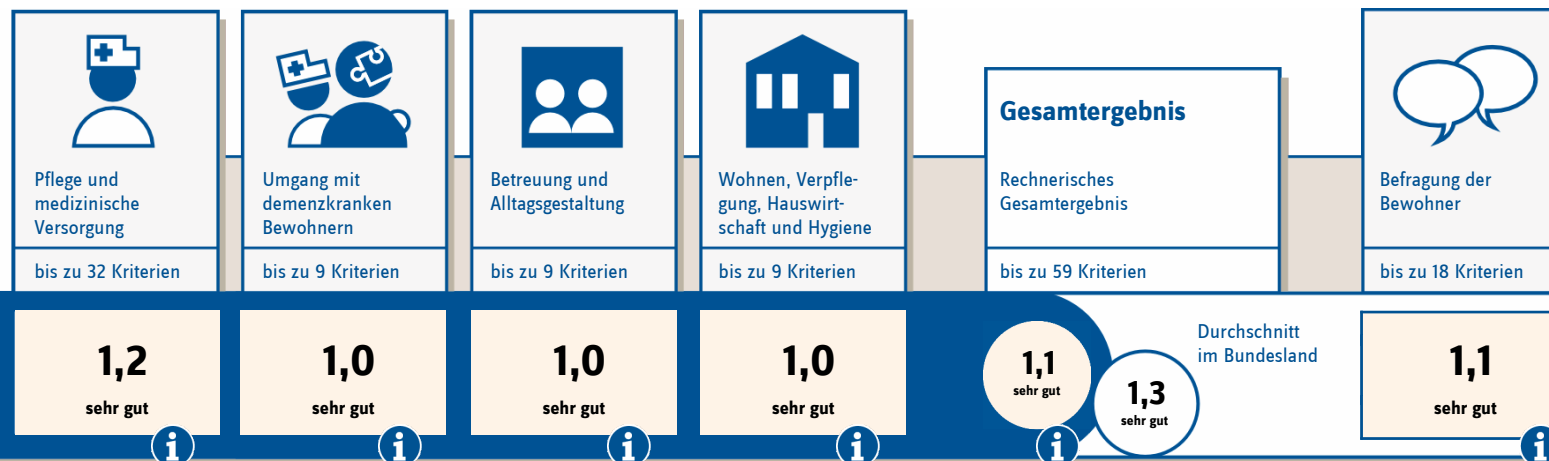 Pflege und
medizinische
Versorgung
bis zu 32 Kriterien
1,2
sehr gut
i
Umgang mit
demenzkranken
Bewohnern
bis zu 9 Kriterien
1,0
sehr gut
i
Betreuung und
Alltagsgestaltung
bis zu 9 Kriterien
1,0
sehr gut
i
Wohnen, Verpfle-
gung, Hauswirt-
schaft und Hygiene
bis zu 9 Kriterien
1,0
sehr gut
i
Gesamtergebnis
Rechnerisches
Gesamtergebnis
bis zu 59 Kriterien
1,1
sehr gut
i
Durchschnitt
im Bundesland
1,3
sehr gut
Befragung der
Bewohner
bis zu 18 Kriterien
1,1
sehr gut
i